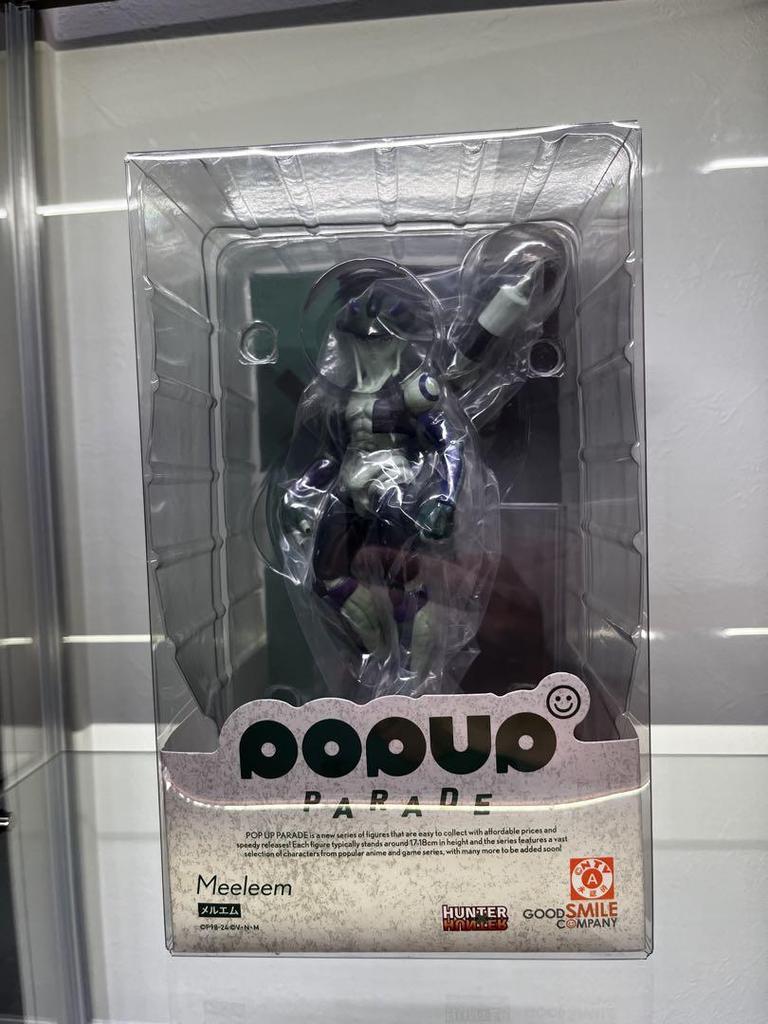 POPUP
PARADE
POP UP PARADE is a new series of figures that are easy to collect with affordable prices and
speedy releases! Each figure typically stands around 17-18cm in height and the series features a vast
selection of characters from popular anime and game series, with many more to be added soon!
Meeleem
メルエム
©P98-24 ©V•N•M
HUNTER
HUNTER
GOOD SMILE
COMPANY
A